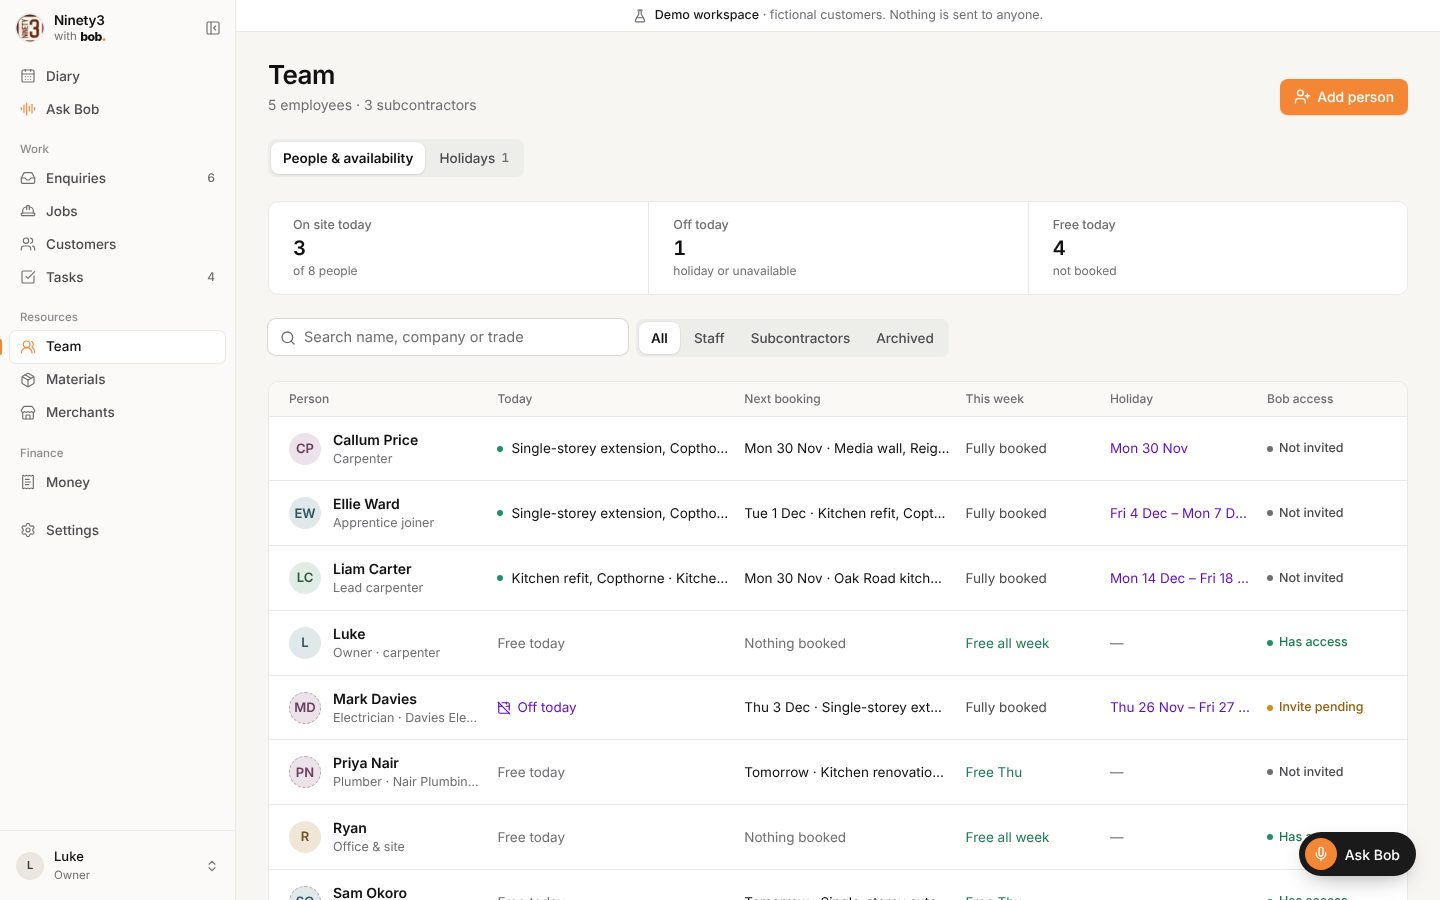 Ninety3
with bob.
Demo workspace · fictional customers. Nothing is sent to anyone.
Diary
Ask Bob
Work
Enquiries 6
Jobs
Customers
Tasks 4
Resources
Team
Materials
Merchants
Finance
Money
Settings
L Luke
Owner
Team
5 employees · 3 subcontractors
Add person
People & availability Holidays 1
On site today
3
of 8 people
Off today
1
holiday or unavailable
Free today
4
not booked
Search name, company or trade
All Staff Subcontractors Archived
Person Today Next booking This week Holiday Bob access
CP Callum Price
Carpenter
Single-storey extension, Coptho... Mon 30 Nov · Media wall, Reig... Fully booked Mon 30 Nov Not invited
EW Ellie Ward
Apprentice joiner
Single-storey extension, Coptho... Tue 1 Dec · Kitchen refit, Copt... Fully booked Fri 4 Dec – Mon 7 D... Not invited
LC Liam Carter
Lead carpenter
Kitchen refit, Copthorne · Kitche... Mon 30 Nov · Oak Road kitch... Fully booked Mon 14 Dec – Fri 18 ... Not invited
L Luke
Owner · carpenter
Free today Nothing booked Free all week — Has access
MD Mark Davies
Electrician · Davies Ele...
Off today Thu 3 Dec · Single-storey ext... Fully booked Thu 26 Nov – Fri 27 ... Invite pending
PN Priya Nair
Plumber · Nair Plumbin...
Free today Tomorrow · Kitchen renovatio... Free Thu — Not invited
R Ryan
Office & site
Free today Nothing booked Free all week — Has
Sam Okoro
Ask Bob